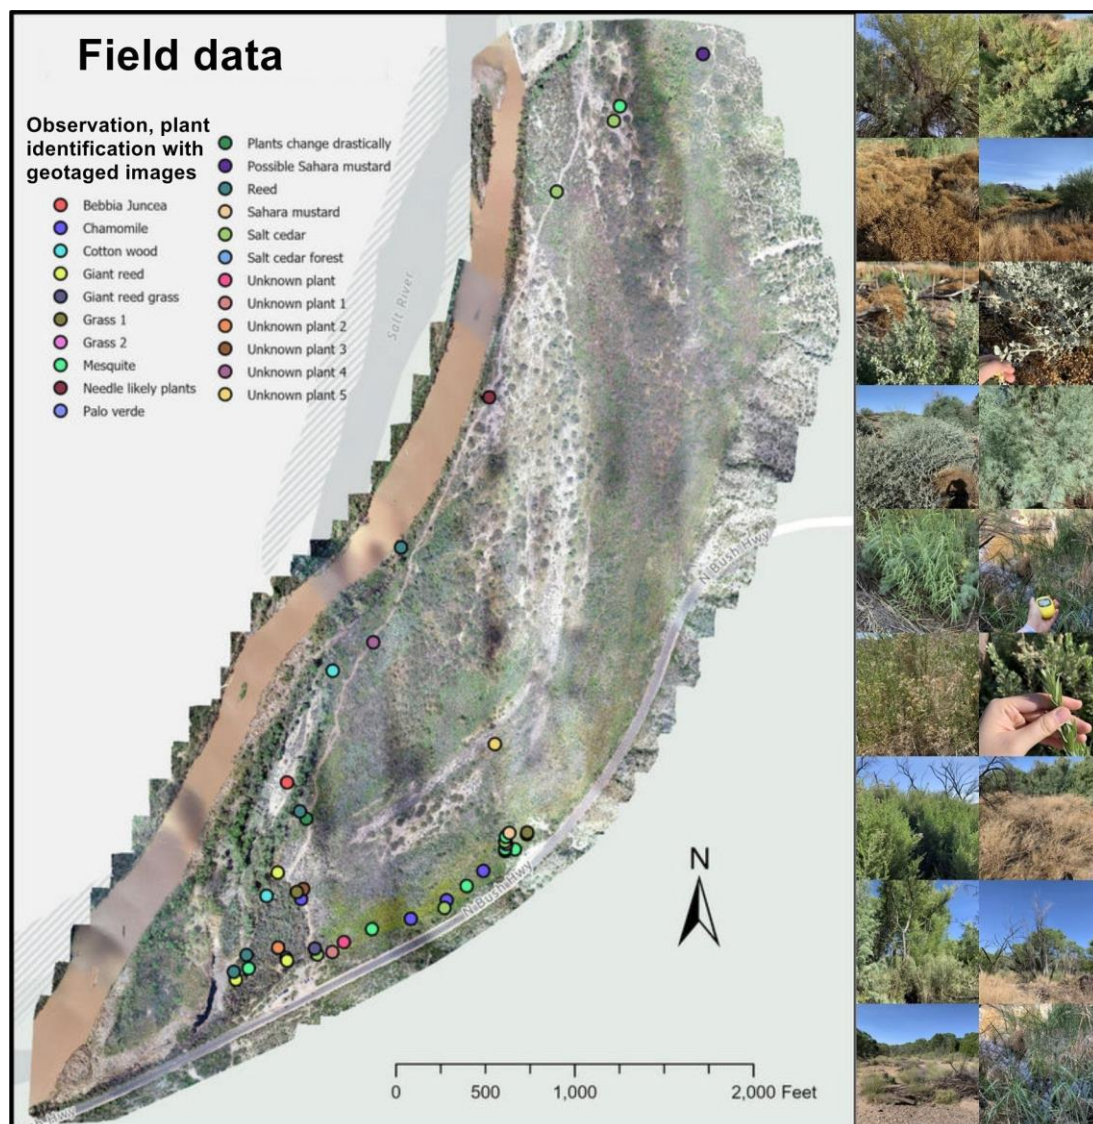 Field data
Observation, plant
identification with
geotaged images
Bebbia Juncea
Chamomile
Cotton wood
Giant reed
Giant reed grass
Grass 1
Grass 2
Mesquite
Needle likely plants
Palo verde
Plants change drastically
Possible Sahara mustard
Reed
Sahara mustard
Salt cedar
Salt cedar forest
Unknown plant
Unknown plant 1
Unknown plant 2
Unknown plant 3
Unknown plant 4
Unknown plant 5
Salt River
N Bush Hwy
N Bush Hwy
N
0 500 1,000 2,000 Feet